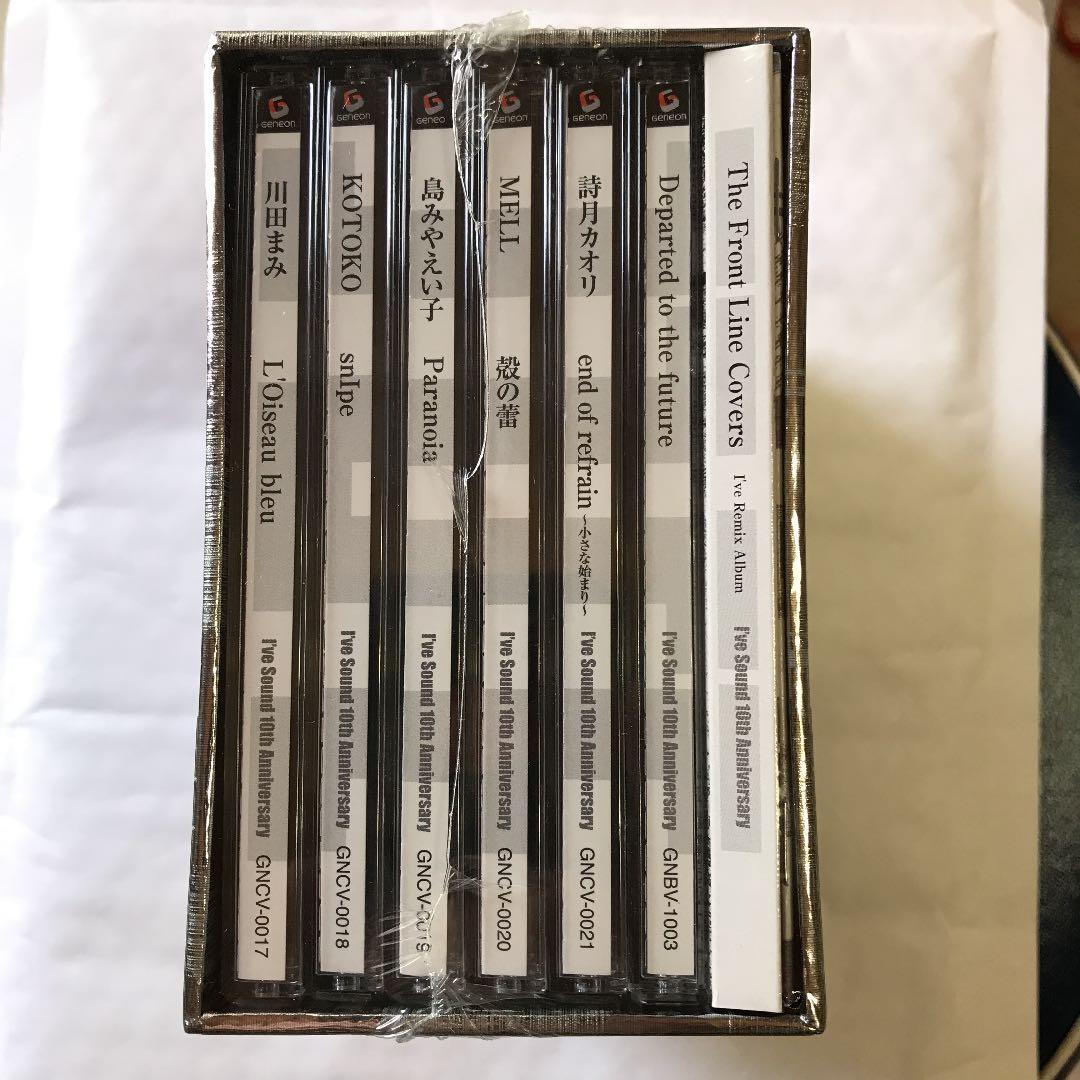 GENEON
川田まみ L'Oiseau bleu I've Sound 10th Anniversary GNCV-0017
GENEON
KOTOKO snIpe I've Sound 10th Anniversary GNCV-0018
GENEO
島みやえい子 Paranoia I've Sound 10th Anniversary GNCV-0019
GENEON
MELL 殻の蕾 I've Sound 10th Anniversary GNCV-0020
GENEON
詩月カオリ end of refrain ～小さな始まり～ I've Sound 10th Anniversary GNCV-0021
GENEON
Departed to the future I've Sound 10th Anniversary GNBV-1003
The Front Line Covers I've Remix Album I've Sound 10th Anniversary